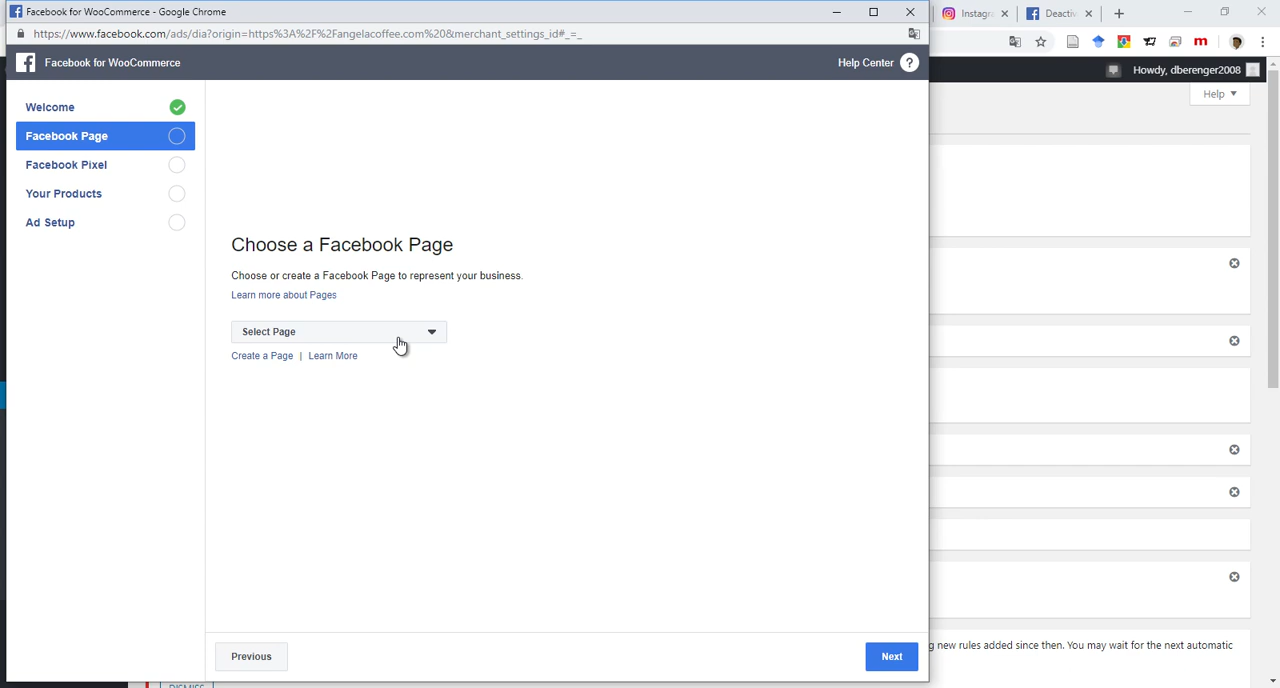 Facebook for WooCommerce - Google Chrome
https://www.facebook.com/ads/dia?origin=https%3A%2F%2Fangelacoffee.com%20&merchant_settings_id#_=_
Instagra
Deactiv
Facebook for WooCommerce
Help Center ?
Howdy, dberenger2008
Help
Welcome
Facebook Page
Facebook Pixel
Your Products
Ad Setup
Choose a Facebook Page
Choose or create a Facebook Page to represent your business.
Learn more about Pages
Select Page
Create a Page | Learn More
Previous
Next
g new rules added since then. You may wait for the next automatic
DISMISS